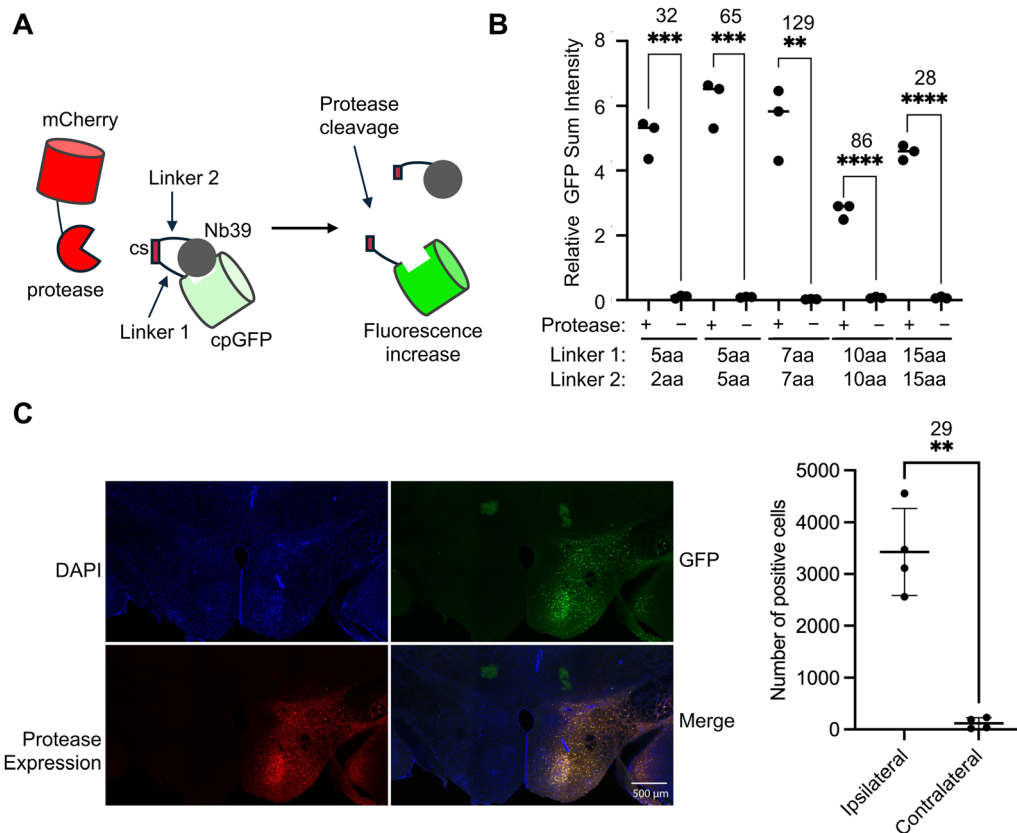 A
mCherry
protease
Linker 2
cs
Nb39
Linker 1
cpGFP
Protease
cleavage
Fluorescence
increase
B
Relative GFP Sum Intensity
8
6
4
2
0
32
***
65
***
129
**
86
****
28
****
Protease: + − + − + − + − + −
Linker 1: 5aa 5aa 7aa 10aa 15aa
Linker 2: 2aa 5aa 7aa 10aa 15aa
C
DAPI
GFP
Protease
Expression
Merge
500 µm
29
**
Number of positive cells
5000
4000
3000
2000
1000
0
Ipsilateral
Contralateral